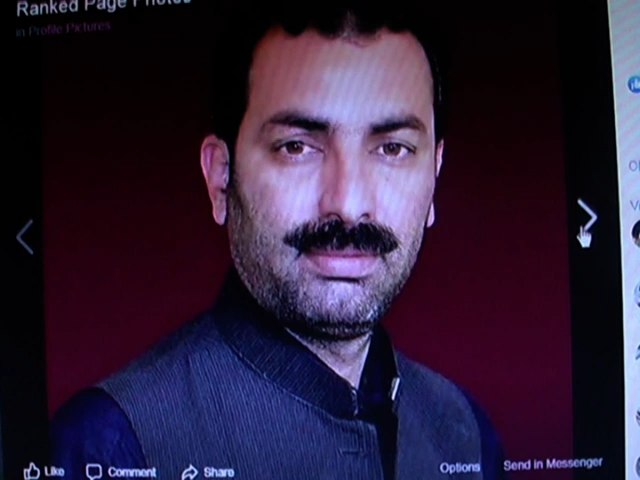 Ranked Page Photos
in Profile Pictures
Like
Comment
Share
Options
Send in Messenger